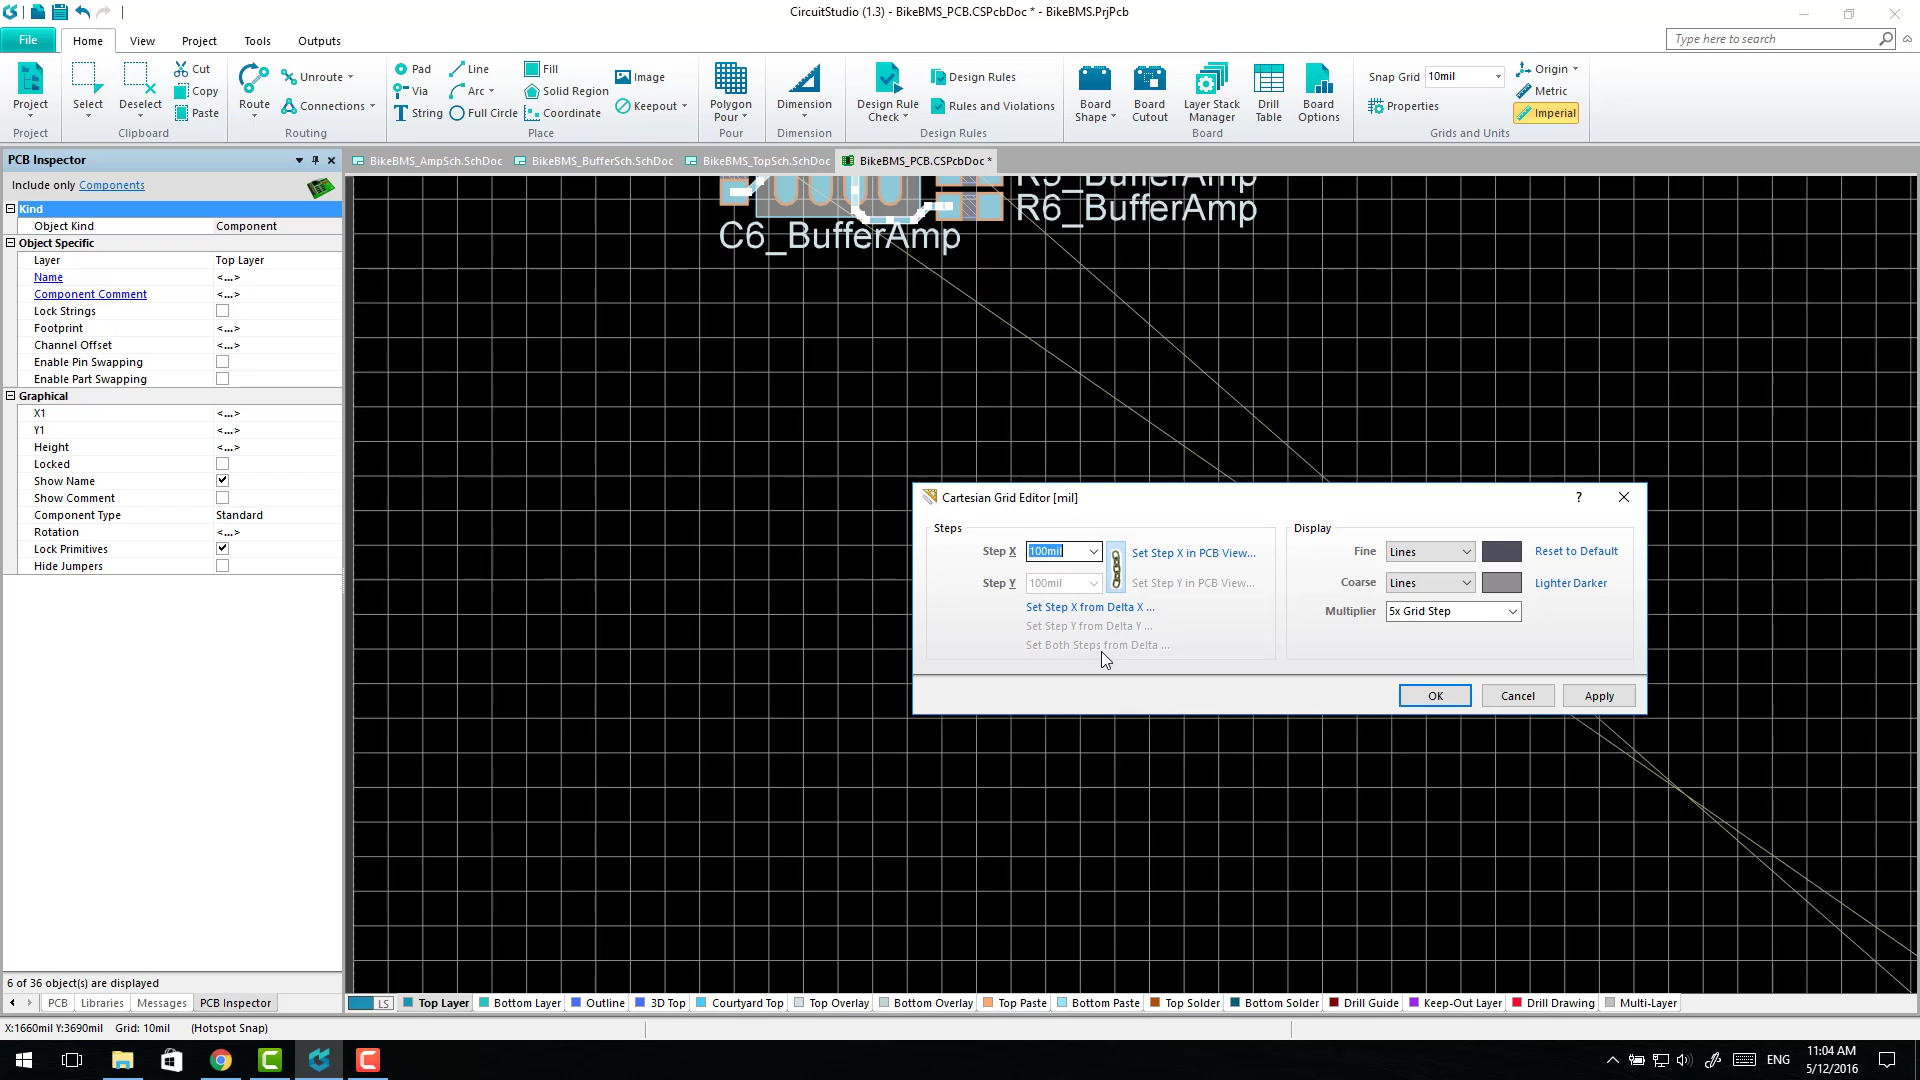 CircuitStudio (1.3) - BikeBMS_PCB.CSPcbDoc * - BikeBMS.PrjPcb
File
Home
View
Project
Tools
Outputs
Type here to search
Project
Project
Select
Deselect
Cut
Copy
Paste
Clipboard
Route
Unroute
Connections
Routing
Pad
Via
String
Line
Arc
Full Circle
Fill
Solid Region
Coordinate
Image
Keepout
Place
Polygon
Pour
Pour
Dimension
Dimension
Design Rule
Check
Design Rules
Rules and Violations
Design Rules
Board
Shape
Board
Cutout
Layer Stack
Manager
Drill
Table
Board
Options
Board
Snap Grid 10mil
Properties
Origin
Metric
Imperial
Grids and Units
PCB Inspector
BikeBMS_AmpSch.SchDoc
BikeBMS_BufferSch.SchDoc
BikeBMS_TopSch.SchDoc
BikeBMS_PCB.CSPcbDoc *
Include only Components
Kind
Object Kind Component
Object Specific
Layer Top Layer
Name <...>
Component Comment <...>
Lock Strings
Footprint <...>
Channel Offset <...>
Enable Pin Swapping
Enable Part Swapping
Graphical
X1 <...>
Y1 <...>
Height <...>
Locked
Show Name
Show Comment
Component Type Standard
Rotation <...>
Lock Primitives
Hide Jumpers
R5_BufferAmp
R6_BufferAmp
C6_BufferAmp
Cartesian Grid Editor [mil]
?
Steps
Step X 100mil Set Step X in PCB View...
Step Y 100mil Set Step Y in PCB View...
Set Step X from Delta X ...
Set Step Y from Delta Y ...
Set Both Steps from Delta ...
Display
Fine Lines Reset to Default
Coarse Lines Lighter Darker
Multiplier 5x Grid Step
OK
Cancel
Apply
6 of 36 object(s) are displayed
PCB
Libraries
Messages
PCB Inspector
LS
Top Layer
Bottom Layer
Outline
3D Top
Courtyard Top
Top Overlay
Bottom Overlay
Top Paste
Bottom Paste
Top Solder
Bottom Solder
Drill Guide
Keep-Out Layer
Drill Drawing
Multi-Layer
X:1660mil Y:3690mil Grid: 10mil (Hotspot Snap)
ENG
11:04 AM
5/12/2016